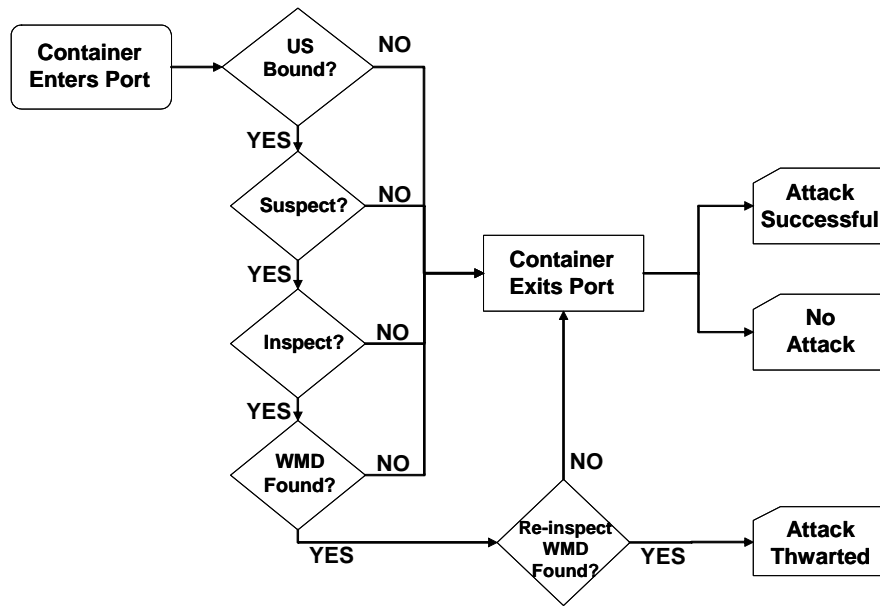 Container
Enters Port
US
Bound?
NO
YES
Suspect?
NO
YES
Inspect?
NO
YES
WMD
Found?
NO
YES
Container
Exits Port
Attack
Successful
No
Attack
NO
Re-inspect
WMD
Found?
YES
Attack
Thwarted